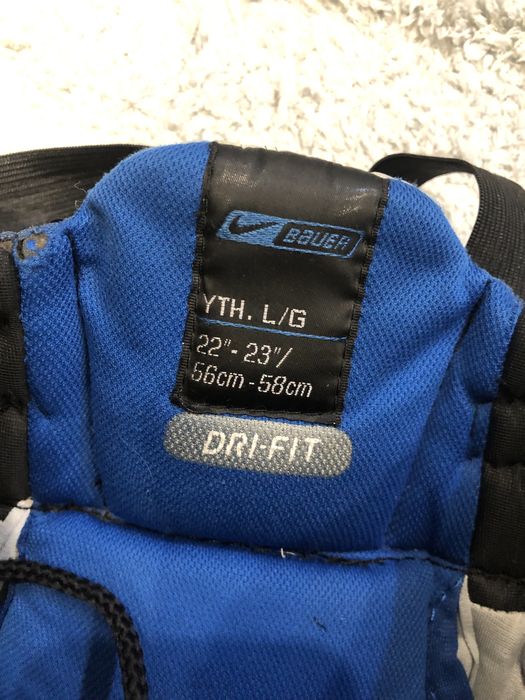 BAUER
YTH. L/G
22"-23"/
56cm-58cm
DRI-FIT